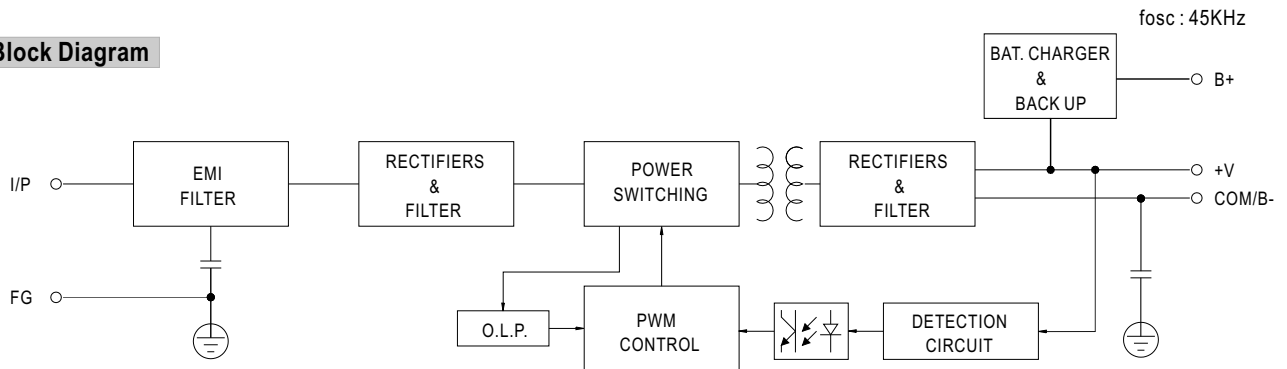 fosc : 45KHz
Block Diagram
BAT. CHARGER
&
BACK UP
B+
I/P
EMI
FILTER
RECTIFIERS
&
FILTER
POWER
SWITCHING
RECTIFIERS
&
FILTER
+V
COM/B-
FG
O.L.P.
PWM
CONTROL
DETECTION
CIRCUIT